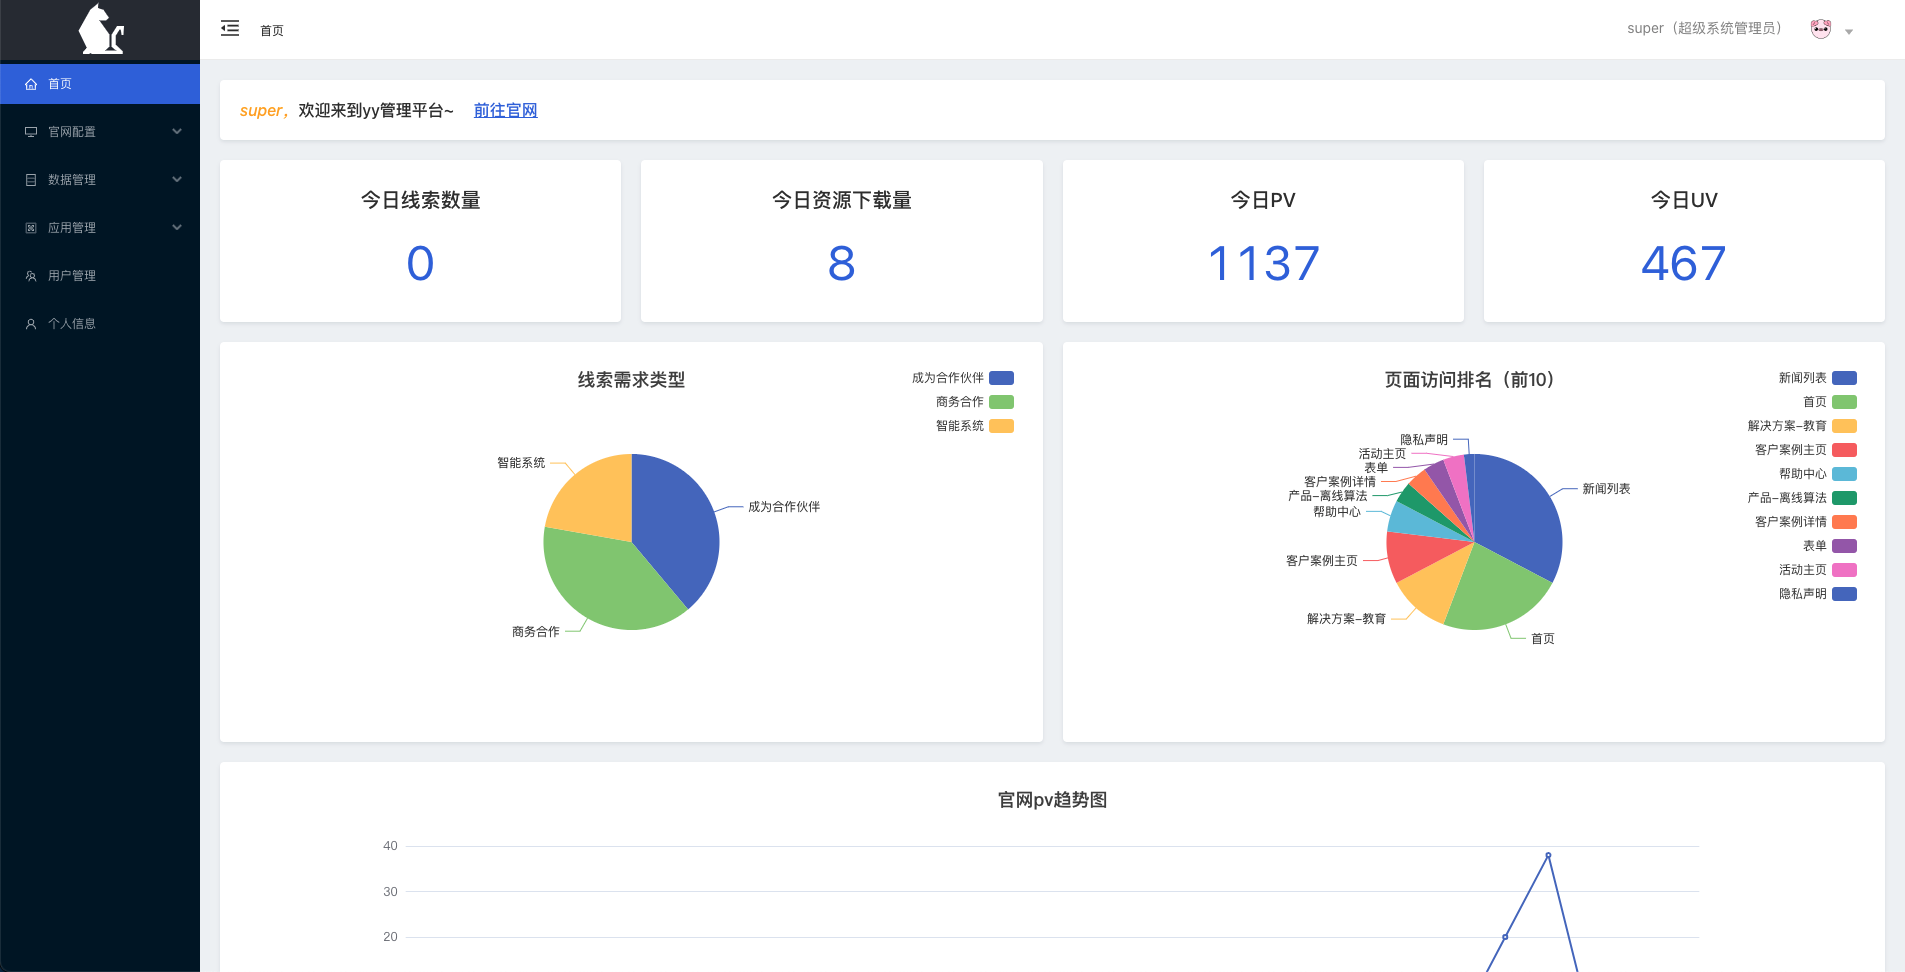 首页
super（超级系统管理员）
首页
官网配置
数据管理
应用管理
用户管理
个人信息
super， 欢迎来到yy管理平台~ 前往官网
今日线索数量
0
今日资源下载量
8
今日PV
1137
今日UV
467
线索需求类型
成为合作伙伴
商务合作
智能系统
智能系统
成为合作伙伴
商务合作
页面访问排名（前10）
新闻列表
首页
解决方案-教育
客户案例主页
帮助中心
产品-离线算法
客户案例详情
表单
活动主页
隐私声明
隐私声明
活动主页
表单
客户案例详情
产品-离线算法
帮助中心
客户案例主页
解决方案-教育
新闻列表
首页
官网pv趋势图
40
30
20